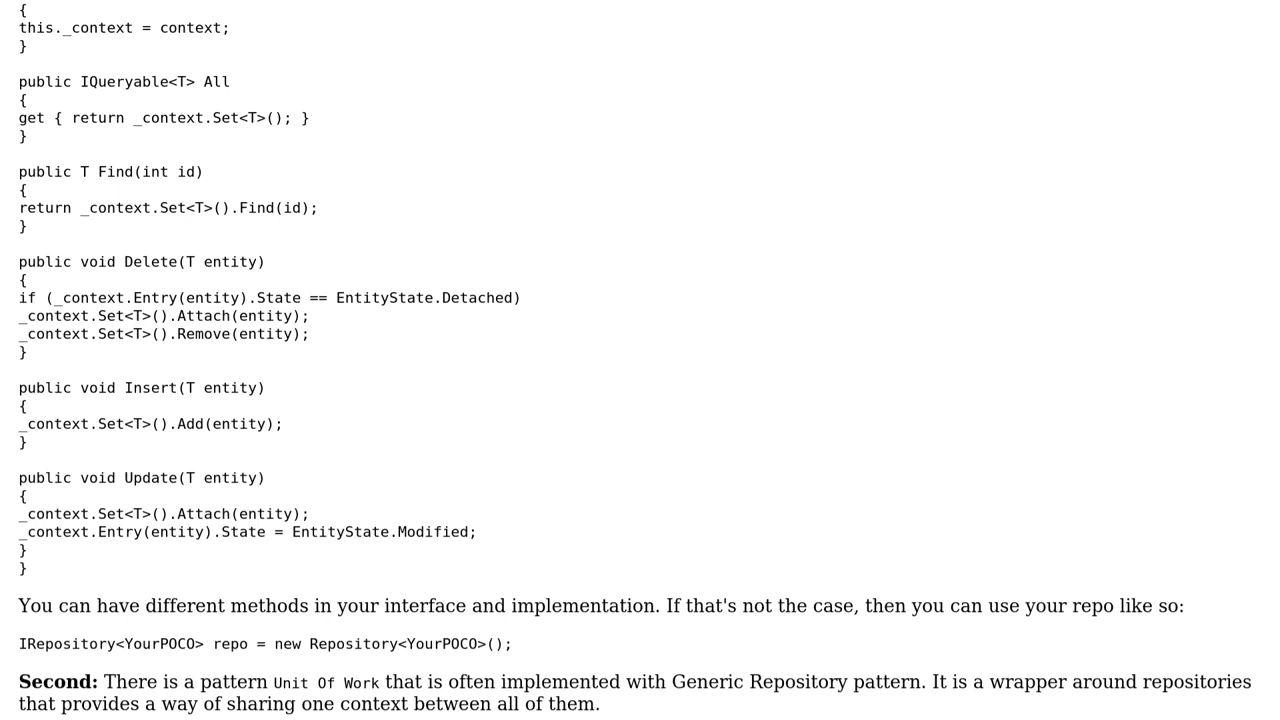 {
this._context = context;
}
public IQueryable<T> All
{
get { return _context.Set<T>(); }
}
public T Find(int id)
{
return _context.Set<T>().Find(id);
}
public void Delete(T entity)
{
if (_context.Entry(entity).State == EntityState.Detached)
_context.Set<T>().Attach(entity);
_context.Set<T>().Remove(entity);
}
public void Insert(T entity)
{
_context.Set<T>().Add(entity);
}
public void Update(T entity)
{
_context.Set<T>().Attach(entity);
_context.Entry(entity).State = EntityState.Modified;
}
}
You can have different methods in your interface and implementation. If that's not the case, then you can use your repo like so:
IRepository<YourPOCO> repo = new Repository<YourPOCO>();
Second: There is a pattern Unit Of Work that is often implemented with Generic Repository pattern. It is a wrapper around repositories
that provides a way of sharing one context between all of them.